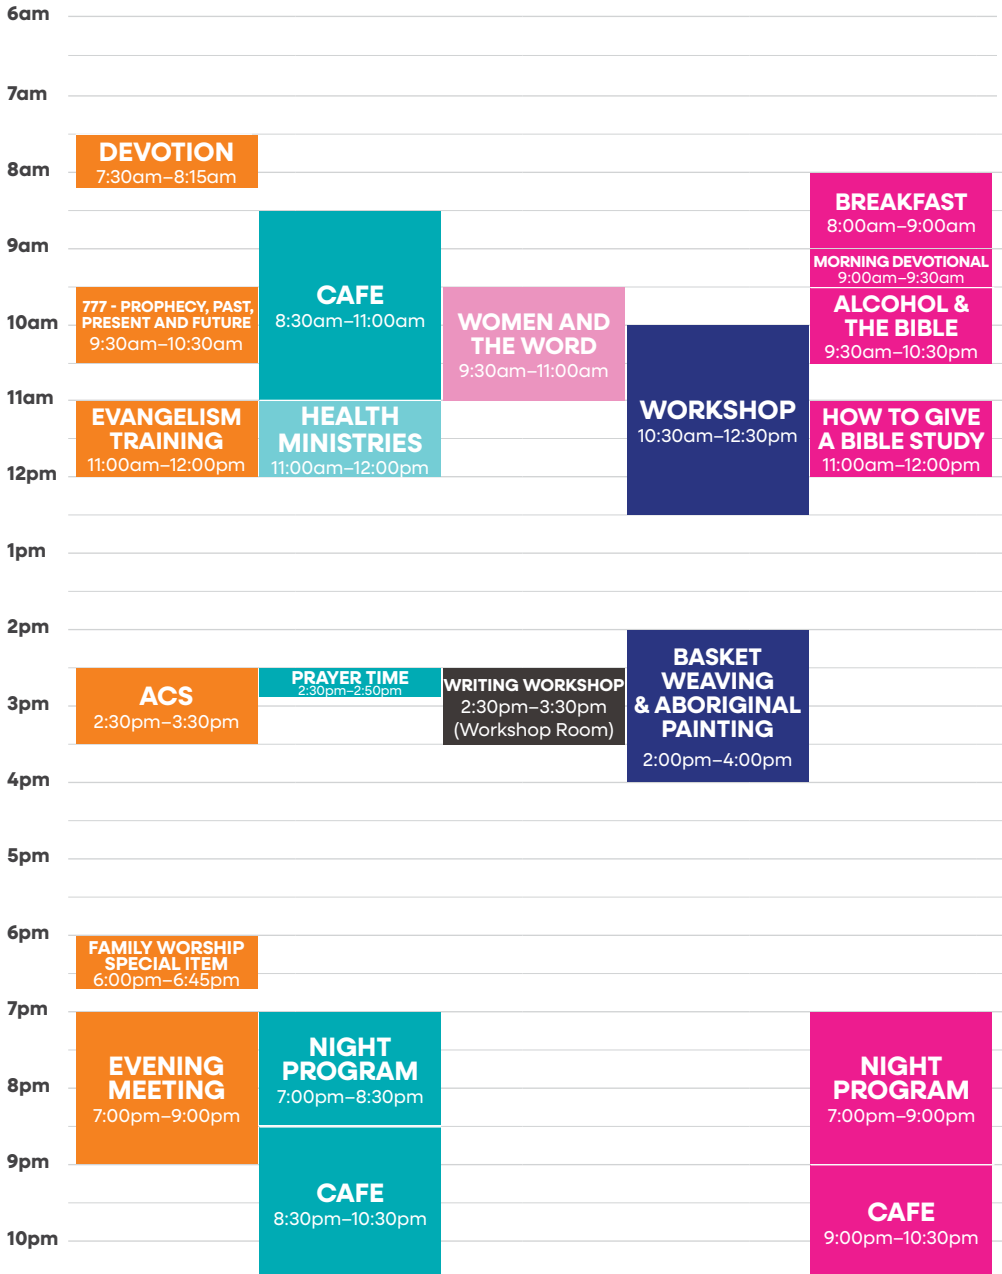 6am
7am
8am
9am
10am
11am
12pm
1pm
2pm
3pm
4pm
5pm
6pm
7pm
8pm
9pm
10pm
DEVOTION
7:30am–8:15am
777 - PROPHECY, PAST,
PRESENT AND FUTURE
9:30am–10:30am
EVANGELISM
TRAINING
11:00am–12:00pm
ACS
2:30pm–3:30pm
FAMILY WORSHIP
SPECIAL ITEM
6:00pm–6:45pm
EVENING
MEETING
7:00pm–9:00pm
CAFE
8:30am–11:00am
HEALTH
MINISTRIES
11:00am–12:00pm
PRAYER TIME
2:30pm–2:50pm
NIGHT
PROGRAM
7:00pm–8:30pm
CAFE
8:30pm–10:30pm
WOMEN AND
THE WORD
9:30am–11:00am
WRITING WORKSHOP
2:30pm–3:30pm
(Workshop Room)
WORKSHOP
10:30am–12:30pm
BASKET
WEAVING
& ABORIGINAL
PAINTING
2:00pm–4:00pm
BREAKFAST
8:00am–9:00am
MORNING DEVOTIONAL
9:00am–9:30am
ALCOHOL &
THE BIBLE
9:30am–10:30pm
HOW TO GIVE
A BIBLE STUDY
11:00am–12:00pm
NIGHT
PROGRAM
7:00pm–9:00pm
CAFE
9:00pm–10:30pm